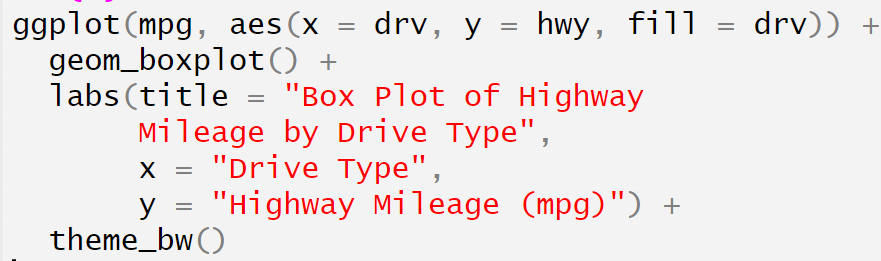 ggplot(mpg, aes(x = drv, y = hwy, fill = drv)) +
  geom_boxplot() +
  labs(title = "Box Plot of Highway
       Mileage by Drive Type",
       x = "Drive Type",
       y = "Highway Mileage (mpg)") +
  theme_bw()